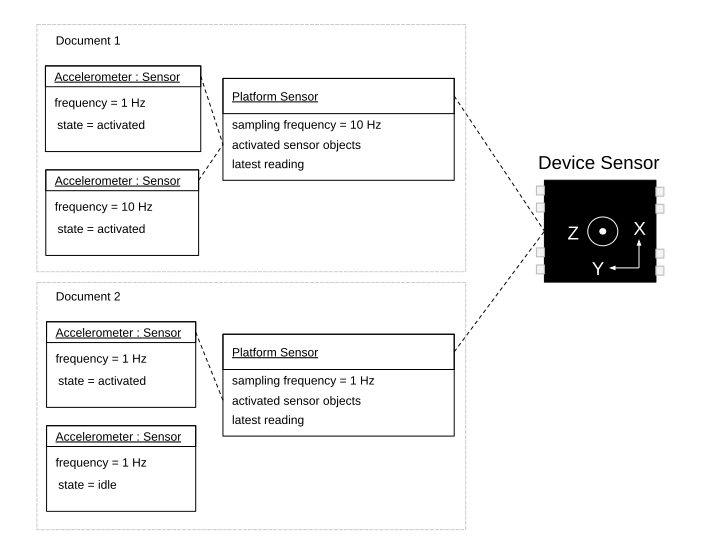 Document 1
Accelerometer : Sensor
frequency = 1 Hz
state = activated
Accelerometer : Sensor
frequency = 10 Hz
state = activated
Platform Sensor
sampling frequency = 10 Hz
activated sensor objects
latest reading
Document 2
Accelerometer : Sensor
frequency = 1 Hz
state = activated
Accelerometer : Sensor
frequency = 1 Hz
state = idle
Platform Sensor
sampling frequency = 1 Hz
activated sensor objects
latest reading
Device Sensor
Z
X
Y